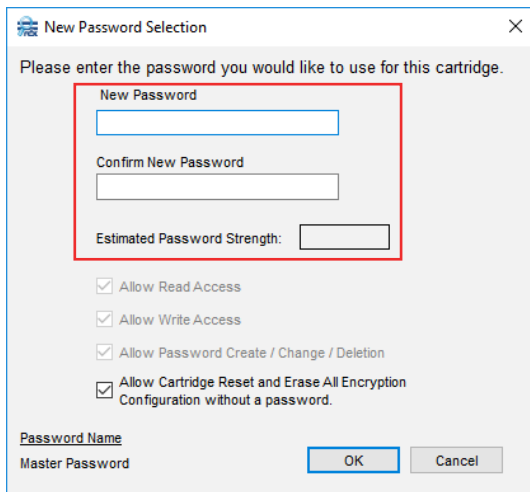 New Password Selection
Please enter the password you would like to use for this cartridge.
New Password
Confirm New Password
Estimated Password Strength:
Allow Read Access
Allow Write Access
Allow Password Create / Change / Deletion
Allow Cartridge Reset and Erase All Encryption
Configuration without a password.
Password Name
Master Password
OK
Cancel